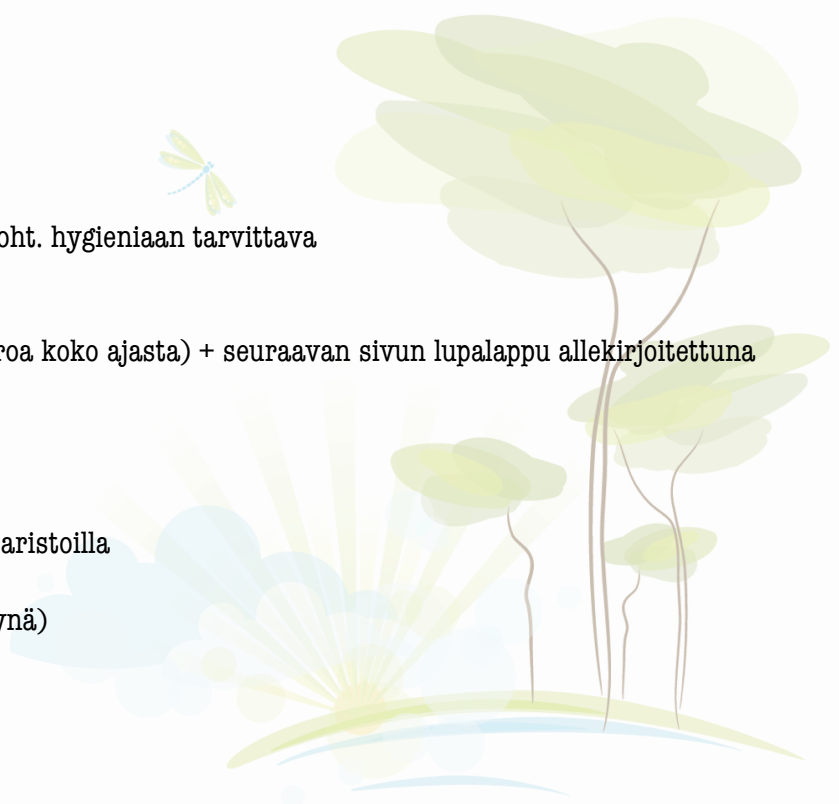 oht. hygieniaan tarvittava
roa koko ajasta) + seuraavan sivun lupalappu allekirjoitettuna
aristoilla
ynä)